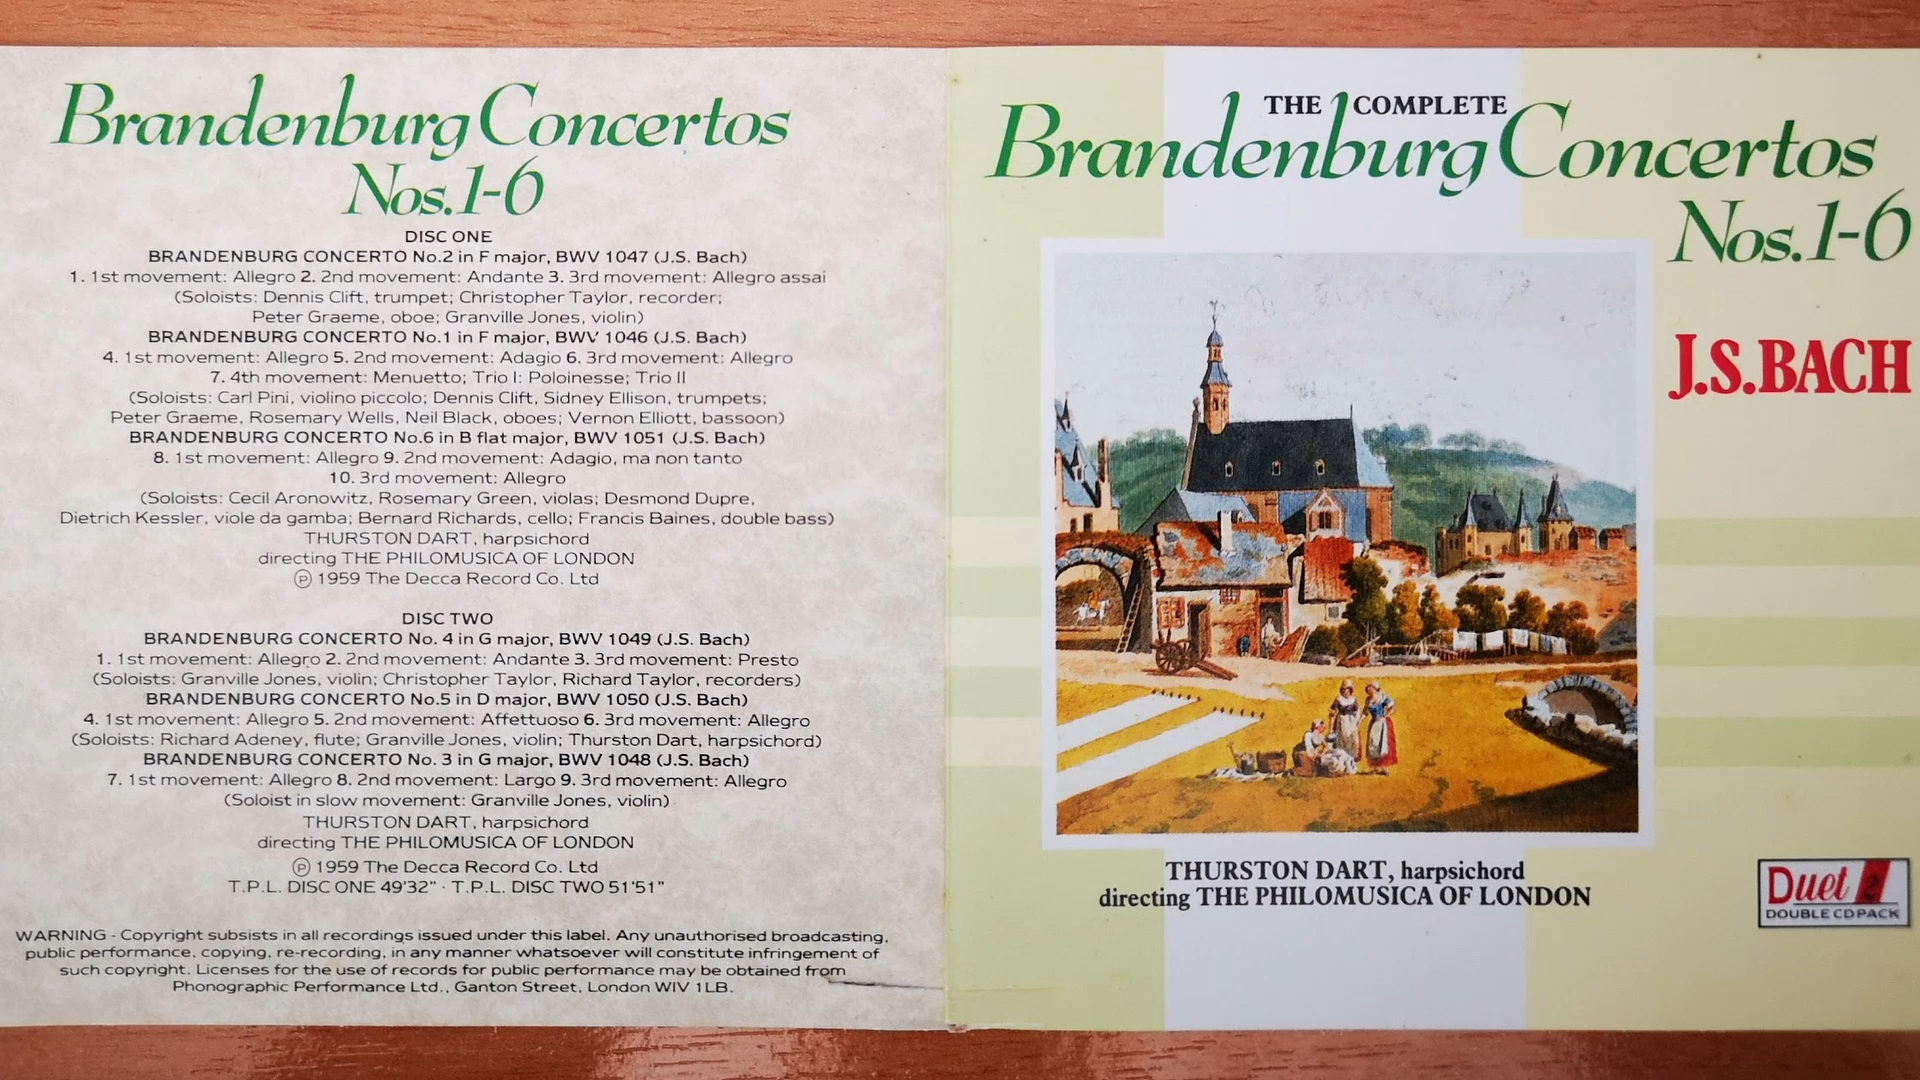 Brandenburg Concertos
Nos.1-6
DISC ONE
BRANDENBURG CONCERTO No.2 in F major, BWV 1047 (J.S. Bach)
1. 1st movement: Allegro 2. 2nd movement: Andante 3. 3rd movement: Allegro assai
(Soloists: Dennis Clift, trumpet; Christopher Taylor, recorder;
Peter Graeme, oboe; Granville Jones, violin)
BRANDENBURG CONCERTO No.1 in F major, BWV 1046 (J.S. Bach)
4. 1st movement: Allegro 5. 2nd movement: Adagio 6. 3rd movement: Allegro
7. 4th movement: Menuetto; Trio I: Poloinesse; Trio II
(Soloists: Carl Pini, violino piccolo; Dennis Clift, Sidney Ellison, trumpets;
Peter Graeme, Rosemary Wells, Neil Black, oboes; Vernon Elliott, bassoon)
BRANDENBURG CONCERTO No.6 in B flat major, BWV 1051 (J.S. Bach)
8. 1st movement: Allegro 9. 2nd movement: Adagio, ma non tanto
10. 3rd movement: Allegro
(Soloists: Cecil Aronowitz, Rosemary Green, violas; Desmond Dupre,
Dietrich Kessler, viole da gamba; Bernard Richards, cello; Francis Baines, double bass)
THURSTON DART, harpsichord
directing THE PHILOMUSICA OF LONDON
Ⓟ 1959 The Decca Record Co. Ltd
DISC TWO
BRANDENBURG CONCERTO No. 4 in G major, BWV 1049 (J.S. Bach)
1. 1st movement: Allegro 2. 2nd movement: Andante 3. 3rd movement: Presto
(Soloists: Granville Jones, violin; Christopher Taylor, Richard Taylor, recorders)
BRANDENBURG CONCERTO No.5 in D major, BWV 1050 (J.S. Bach)
4. 1st movement: Allegro 5. 2nd movement: Affettuoso 6. 3rd movement: Allegro
(Soloists: Richard Adeney, flute; Granville Jones, violin; Thurston Dart, harpsichord)
BRANDENBURG CONCERTO No. 3 in G major, BWV 1048 (J.S. Bach)
7. 1st movement: Allegro 8. 2nd movement: Largo 9. 3rd movement: Allegro
(Soloist in slow movement: Granville Jones, violin)
THURSTON DART, harpsichord
directing THE PHILOMUSICA OF LONDON
Ⓟ 1959 The Decca Record Co. Ltd
T.P.L. DISC ONE 49'32" · T.P.L. DISC TWO 51'51"
WARNING - Copyright subsists in all recordings issued under this label. Any unauthorised broadcasting,
public performance, copying, re-recording, in any manner whatsoever will constitute infringement of
such copyright. Licenses for the use of records for public performance may be obtained from
Phonographic Performance Ltd., Ganton Street, London WIV 1LB.
THE COMPLETE
Brandenburg Concertos
Nos.1-6
J.S.BACH
THURSTON DART, harpsichord
directing THE PHILOMUSICA OF LONDON
Duet 2
DOUBLE CD PACK